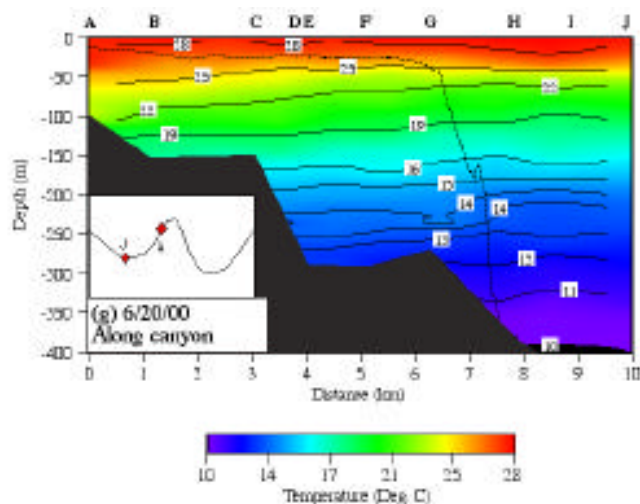 A B C D E F G H I J
0
-50
-100
-150
-200
-250
-300
-350
-400
Depth (m)
28 28
25 25
22 22
19 19
16
15
14 14
13
12
11
10
J A
(g) 6/20/00
Along canyon
0 1 2 3 4 5 6 7 8 9 10
Distance (km)
10 14 17 21 25 28
Temperature (Deg. C)